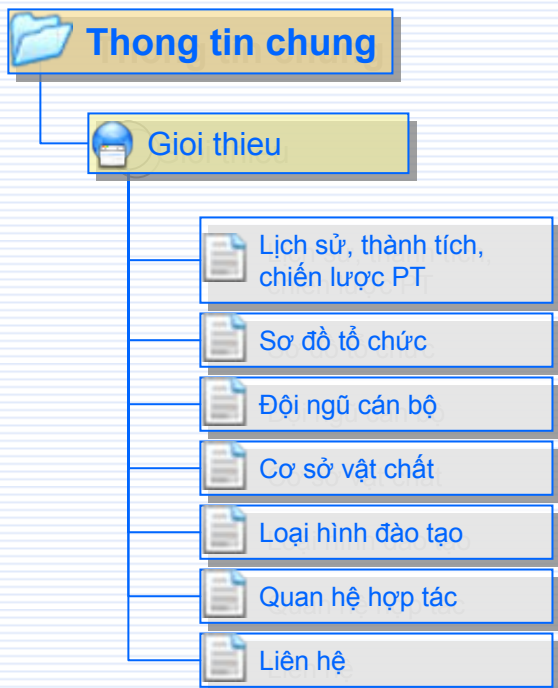 Thong tin chung
Gioi thieu
Lịch sử, thành tích,
chiến lược PT
Sơ đồ tổ chức
Đội ngũ cán bộ
Cơ sở vật chất
Loại hình đào tạo
Quan hệ hợp tác
Liên hệ